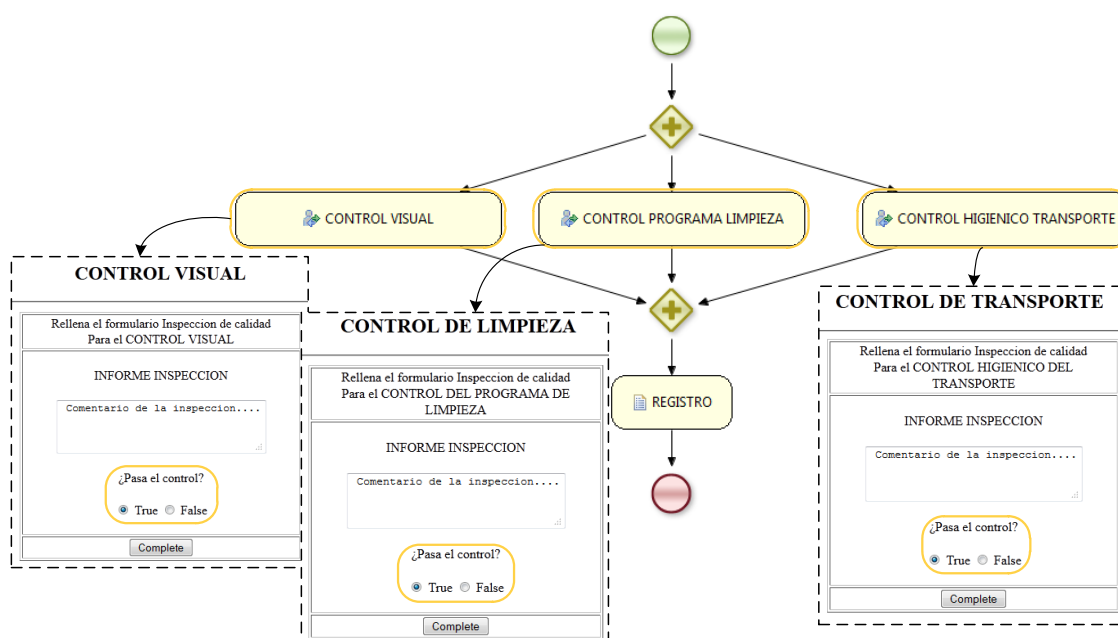 CONTROL VISUAL
CONTROL PROGRAMA LIMPIEZA
CONTROL HIGIENICO TRANSPORTE
CONTROL VISUAL
Rellena el formulario Inspeccion de calidad
Para el CONTROL VISUAL
INFORME INSPECCION
Comentario de la inspeccion....
¿Pasa el control?
True False
Complete
CONTROL DE LIMPIEZA
Rellena el formulario Inspeccion de calidad
Para el CONTROL DEL PROGRAMA DE
LIMPIEZA
INFORME INSPECCION
Comentario de la inspeccion....
¿Pasa el control?
True False
Complete
REGISTRO
CONTROL DE TRANSPORTE
Rellena el formulario Inspeccion de calidad
Para el CONTROL HIGIENICO DEL
TRANSPORTE
INFORME INSPECCION
Comentario de la inspeccion....
¿Pasa el control?
True False
Complete